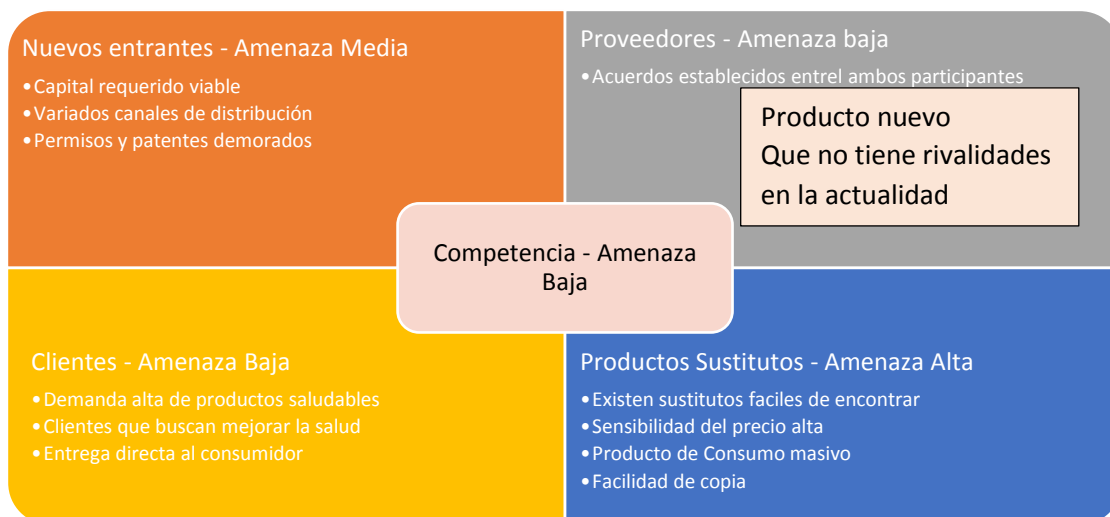 Nuevos entrantes - Amenaza Media
•Capital requerido viable
•Variados canales de distribución
•Permisos y patentes demorados
Proveedores - Amenaza baja
•Acuerdos establecidos entrel ambos participantes
Producto nuevo
Que no tiene rivalidades
en la actualidad
Competencia - Amenaza
Baja
Clientes - Amenaza Baja
•Demanda alta de productos saludables
•Clientes que buscan mejorar la salud
•Entrega directa al consumidor
Productos Sustitutos - Amenaza Alta
•Existen sustitutos faciles de encontrar
•Sensibilidad del precio alta
•Producto de Consumo masivo
•Facilidad de copia